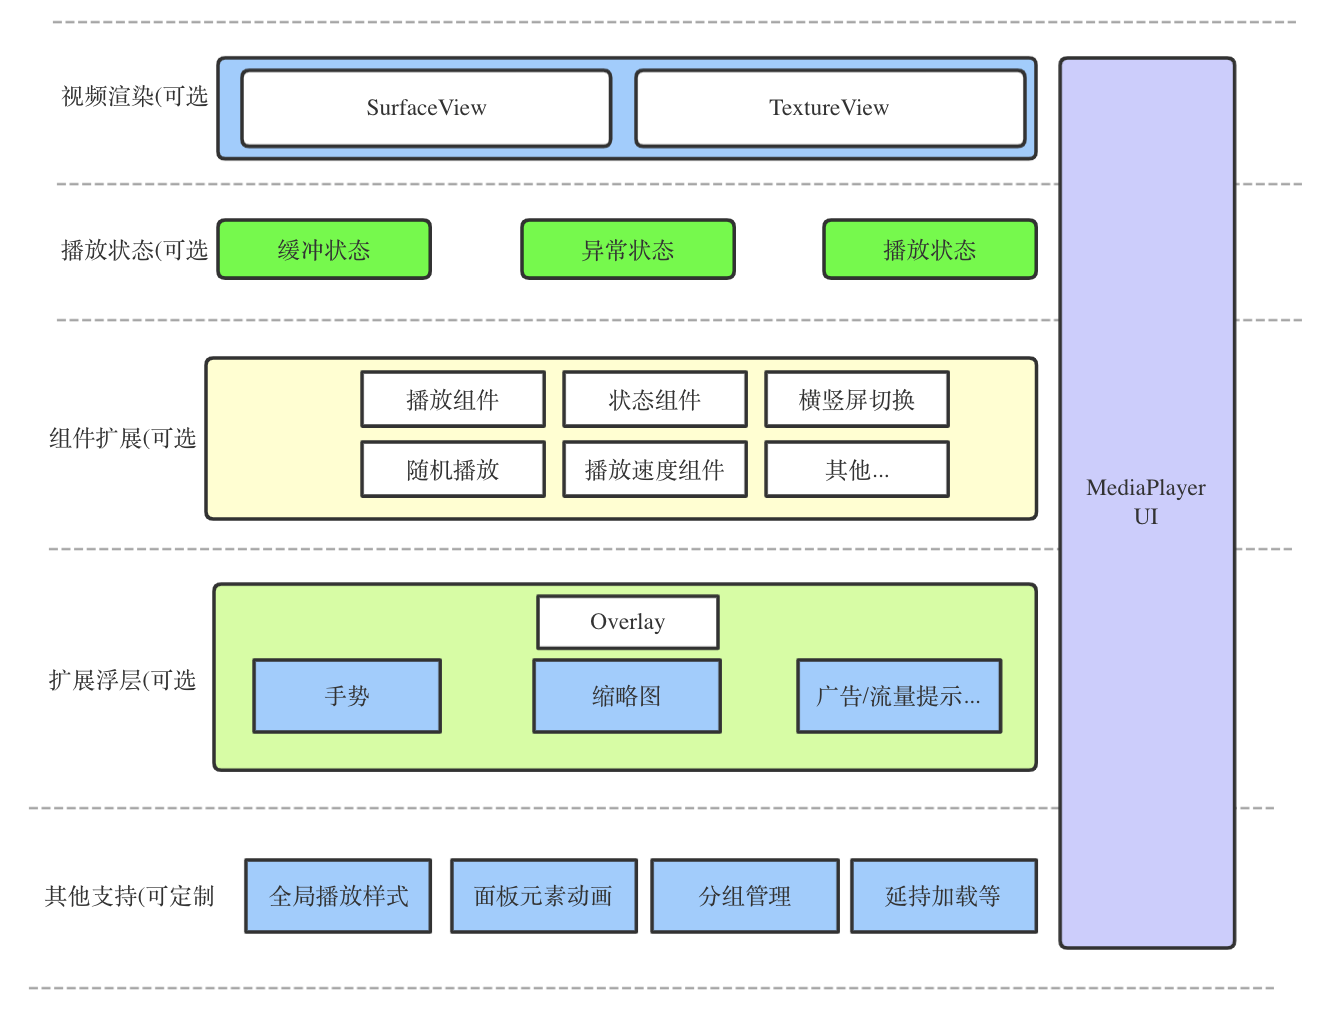 视频渲染(可选
SurfaceView
TextureView
播放状态(可选
缓冲状态
异常状态
播放状态
组件扩展(可选
播放组件
状态组件
横竖屏切换
随机播放
播放速度组件
其他...
MediaPlayer
UI
扩展浮层(可选
Overlay
手势
缩略图
广告/流量提示...
其他支持(可定制
全局播放样式
面板元素动画
分组管理
延持加载等